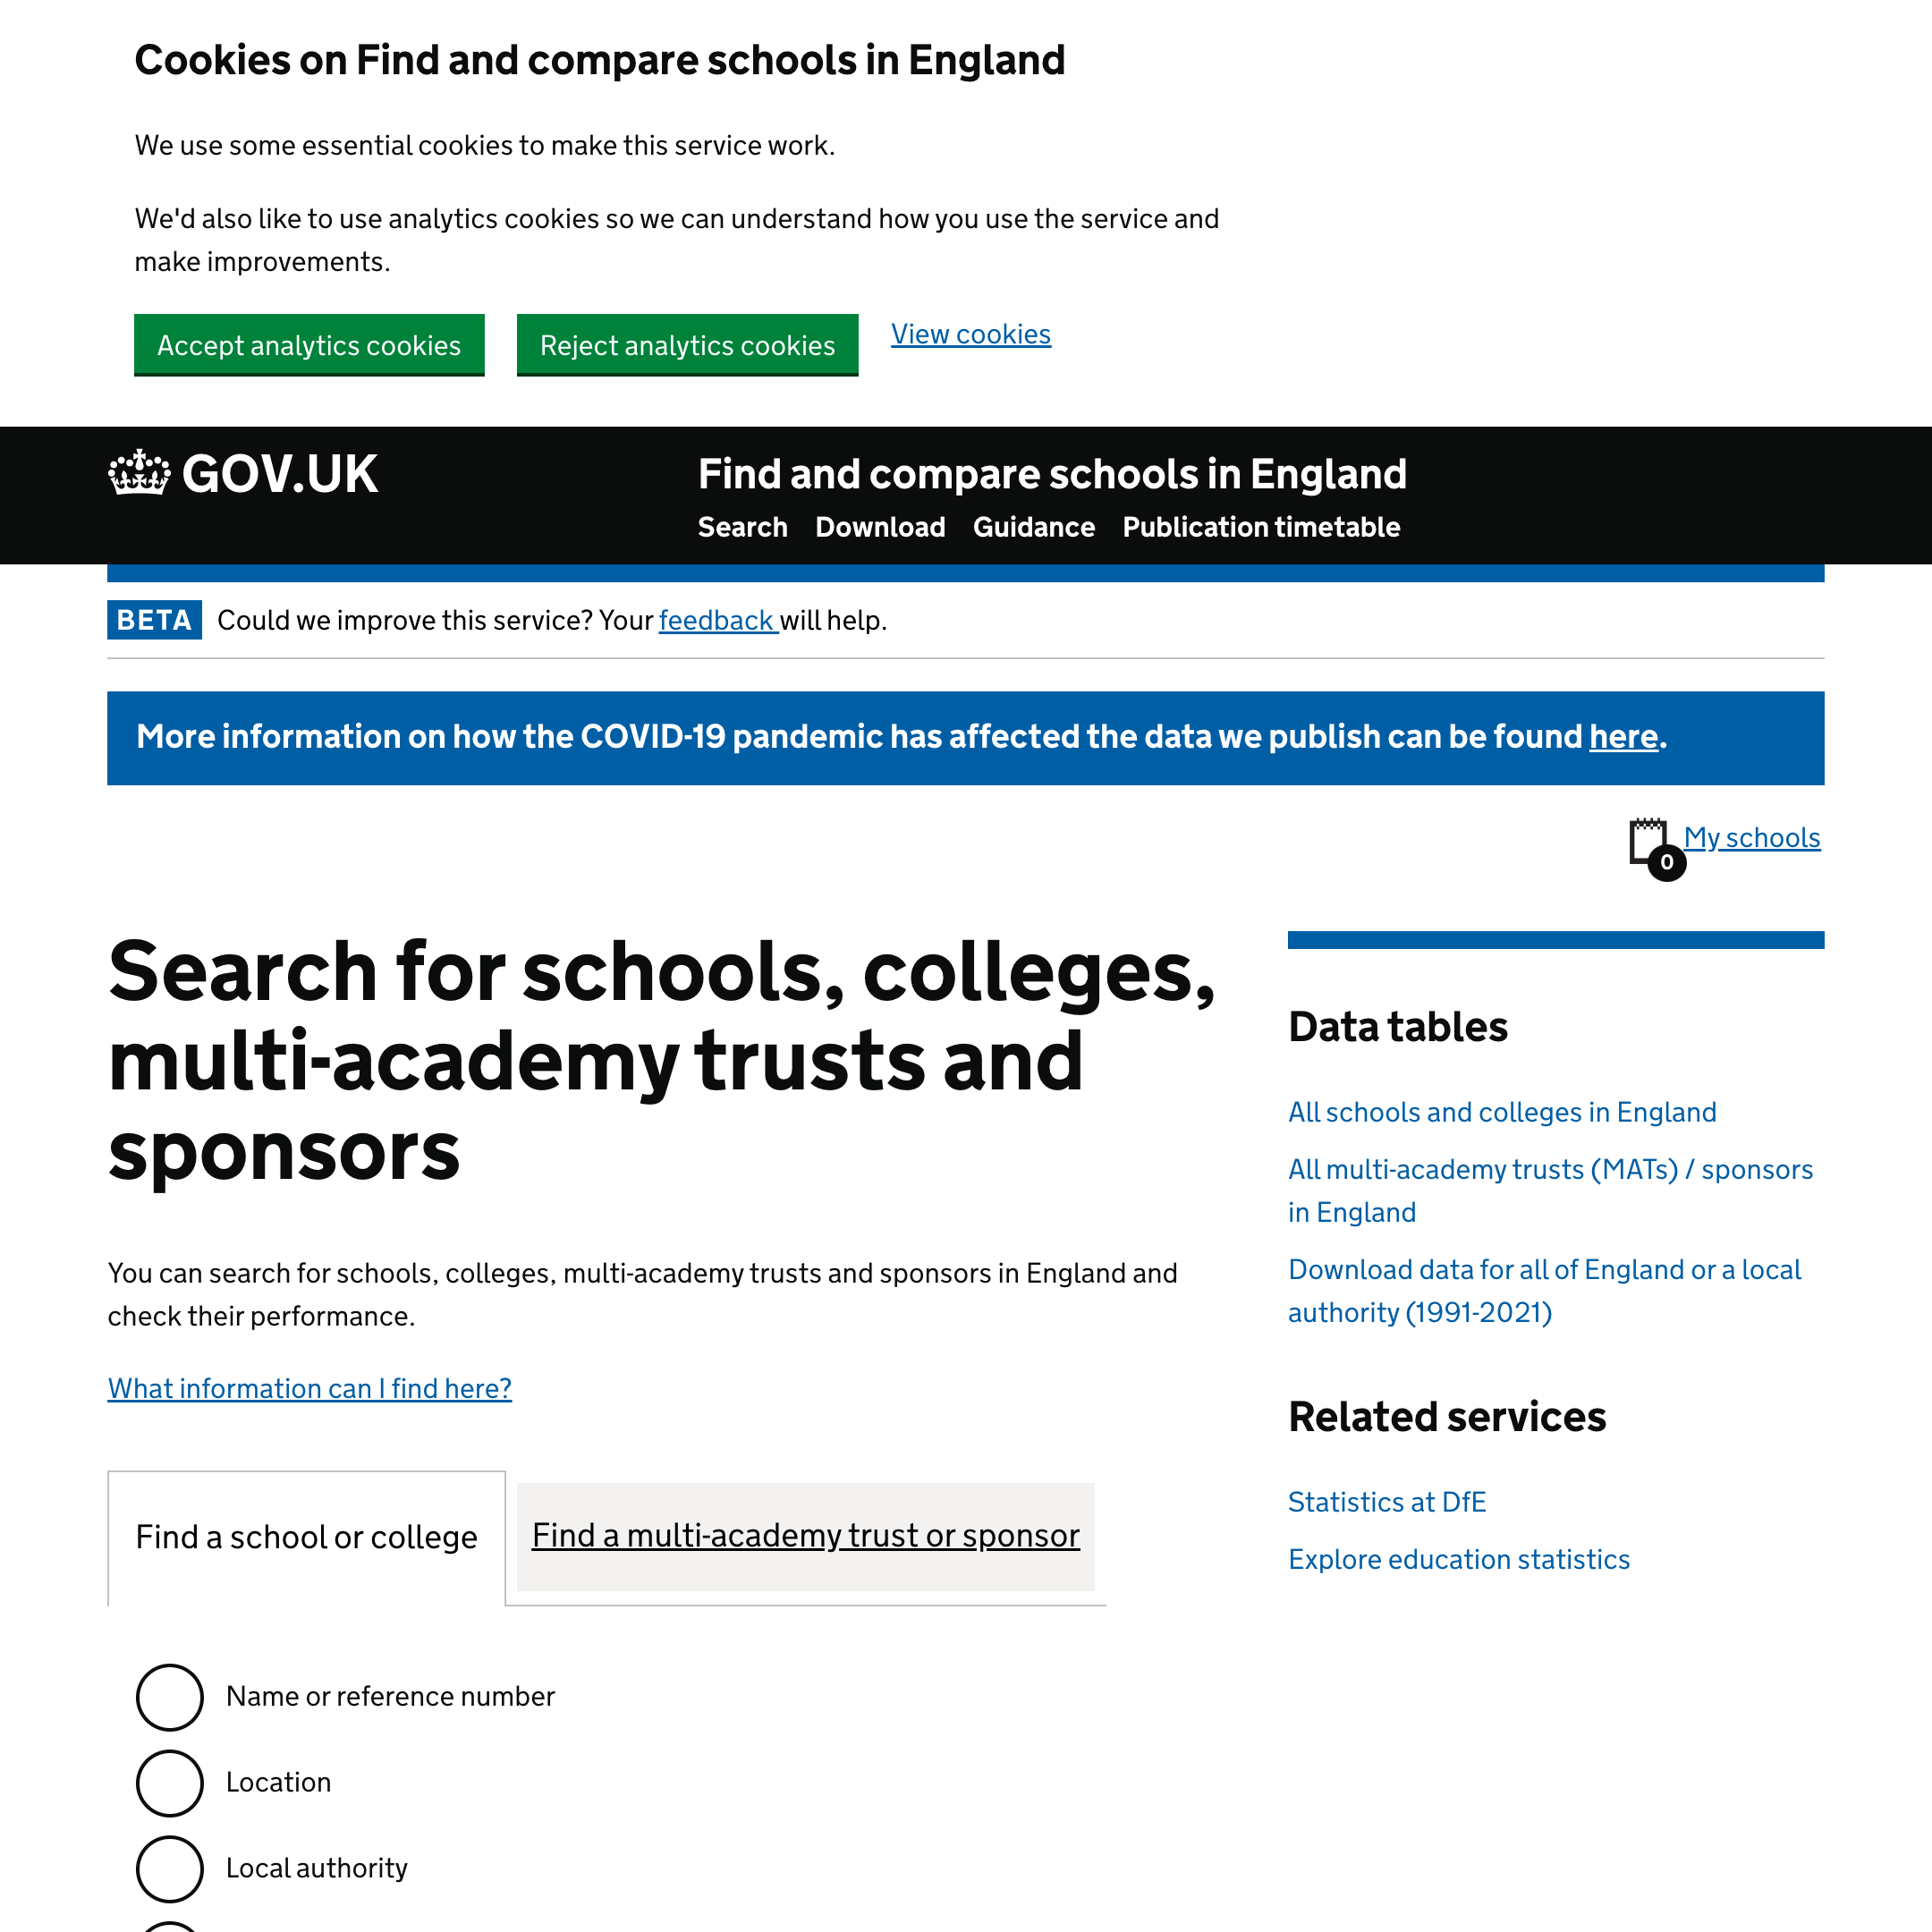 Cookies on Find and compare schools in England
We use some essential cookies to make this service work.
We'd also like to use analytics cookies so we can understand how you use the service and
make improvements.
Accept analytics cookies
Reject analytics cookies
View cookies
GOV.UK
Find and compare schools in England
Search Download Guidance Publication timetable
BETA Could we improve this service? Your feedback will help.
More information on how the COVID-19 pandemic has affected the data we publish can be found here.
0 My schools
Search for schools, colleges,
multi-academy trusts and
sponsors
You can search for schools, colleges, multi-academy trusts and sponsors in England and
check their performance.
What information can I find here?
Find a school or college
Find a multi-academy trust or sponsor
Name or reference number
Location
Local authority
Data tables
All schools and colleges in England
All multi-academy trusts (MATs) / sponsors
in England
Download data for all of England or a local
authority (1991-2021)
Related services
Statistics at DfE
Explore education statistics